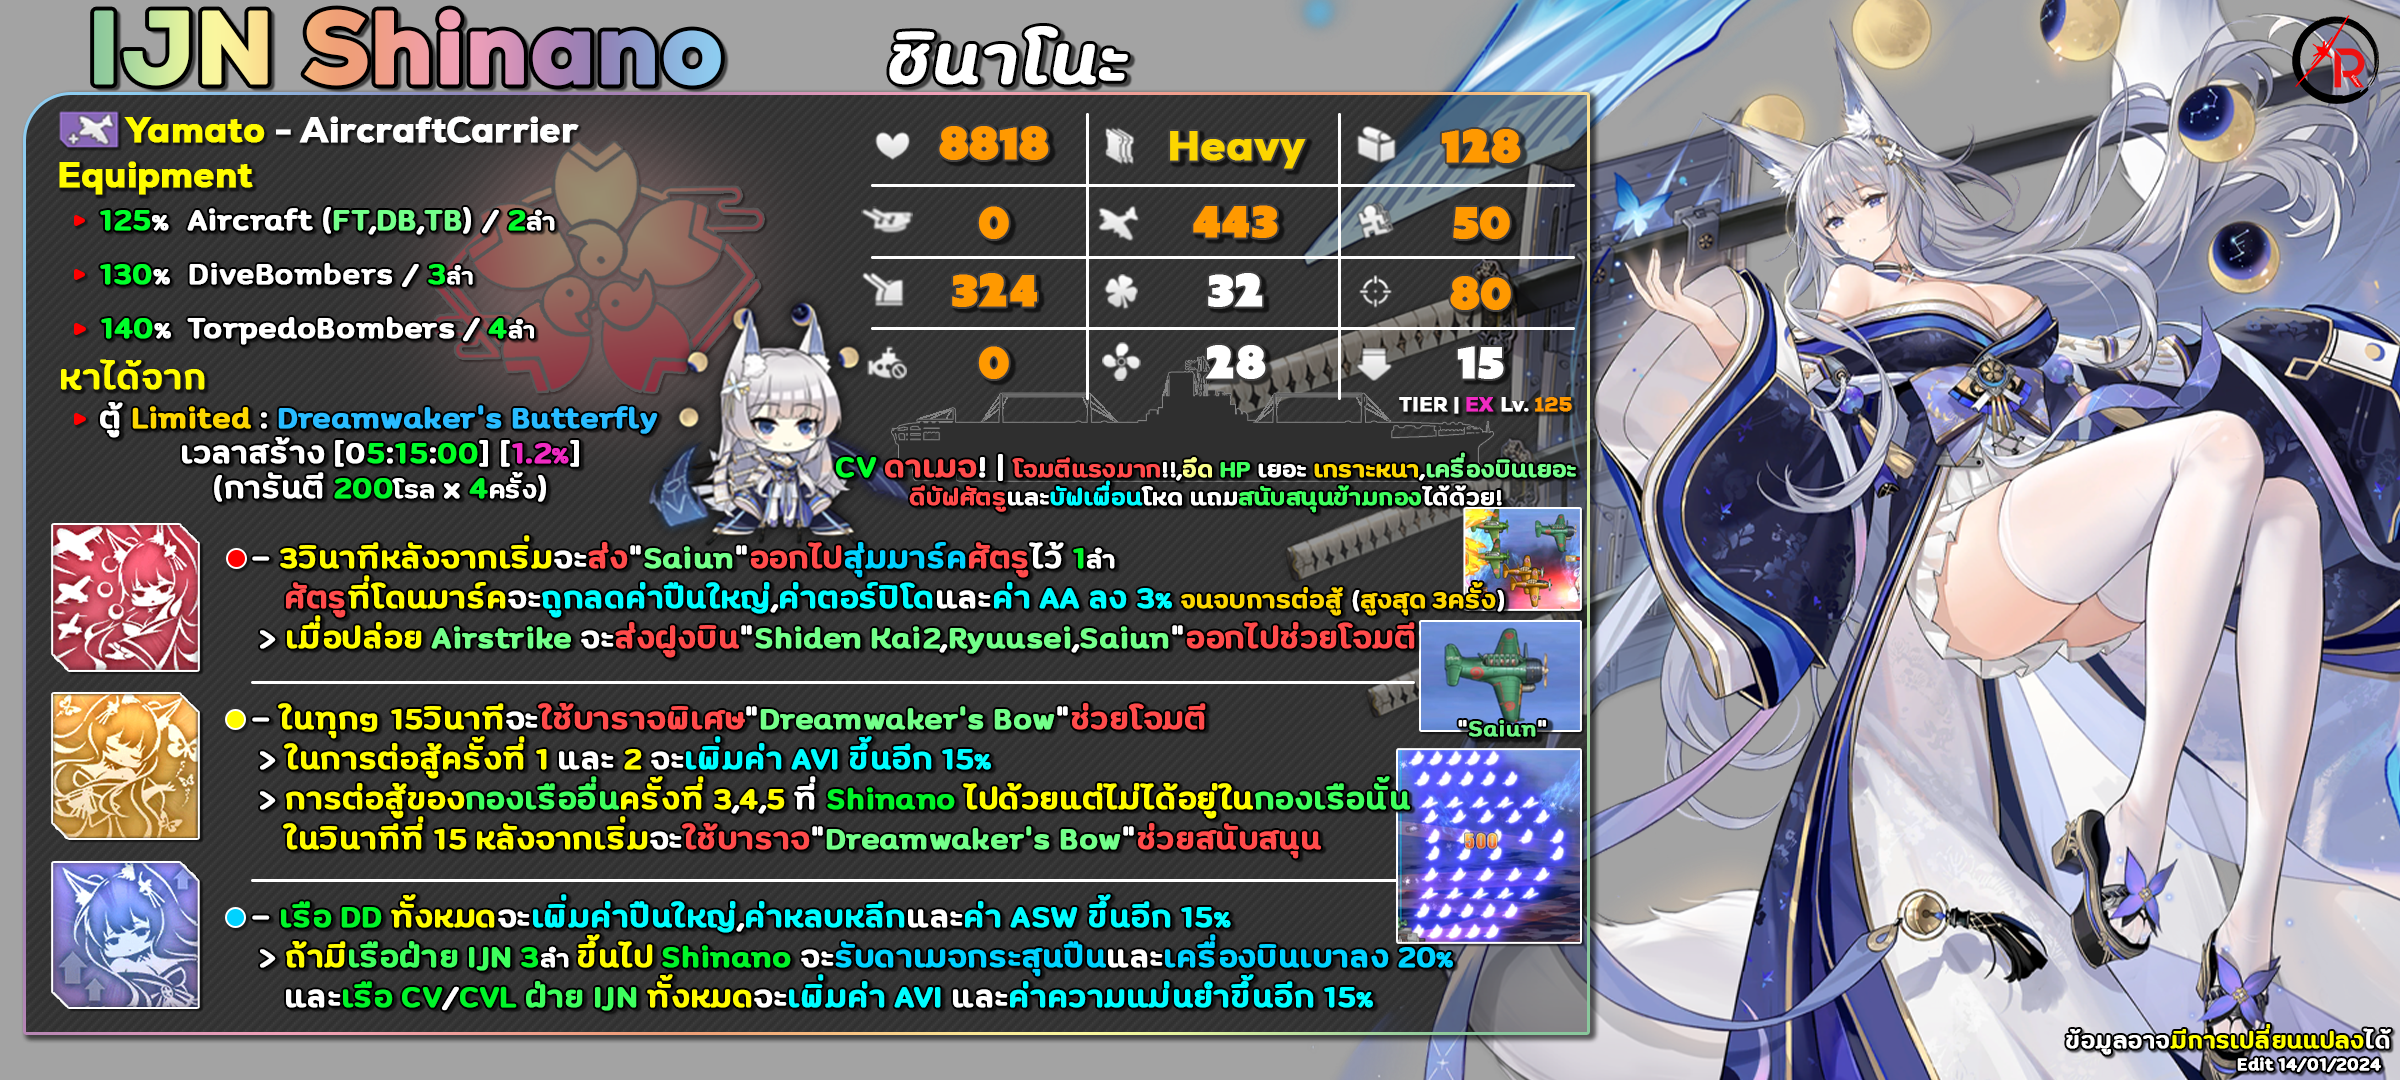 IJN Shinano
ชินาโนะ
R
Yamato - AircraftCarrier
Equipment
125% Aircraft (FT,DB,TB) / 2ลำ
130% DiveBombers / 3ลำ
140% TorpedoBombers / 4ลำ
หาได้จาก
ตู้ Limited : Dreamwaker's Butterfly
เวลาสร้าง [05:15:00] [1.2%]
(การันตี 200โรล x 4ครั้ง)
8818 Heavy 128
0 443 50
324 32 80
0 28 15
TIER | EX Lv. 125
CV ดาเมจ! | โจมตีแรงมาก!!,อึด HP เยอะ เกราะหนา,เครื่องบินเยอะ
ดีบัฟศัตรูและบัฟเพื่อนโหด แถมสนับสนุนข้ามกองได้ด้วย!
- 3วินาทีหลังจากเริ่มจะส่ง"Saiun"ออกไปสุ่มมาร์คศัตรูไว้ 1ลำ
ศัตรูที่โดนมาร์คจะถูกลดค่าปืนใหญ่,ค่าตอร์ปิโดและค่า AA ลง 3% จนจบการต่อสู้ (สูงสุด 3ครั้ง)
> เมื่อปล่อย Airstrike จะส่งฝูงบิน"Shiden Kai2,Ryuusei,Saiun"ออกไปช่วยโจมตี
"Saiun"
- ในทุกๆ 15วินาทีจะใช้บาราจพิเศษ"Dreamwaker's Bow"ช่วยโจมตี
> ในการต่อสู้ครั้งที่ 1 และ 2 จะเพิ่มค่า AVI ขึ้นอีก 15%
> การต่อสู้ของกองเรืออื่นครั้งที่ 3,4,5 ที่ Shinano ไปด้วยแต่ไม่ได้อยู่ในกองเรือนั้น
ในวินาทีที่ 15 หลังจากเริ่มจะใช้บาราจ"Dreamwaker's Bow"ช่วยสนับสนุน
500
- เรือ DD ทั้งหมดจะเพิ่มค่าปืนใหญ่,ค่าหลบหลีกและค่า ASW ขึ้นอีก 15%
> ถ้ามีเรือฝ่าย IJN 3ลำ ขึ้นไป Shinano จะรับดาเมจกระสุนปืนและเครื่องบินเบาลง 20%
และเรือ CV/CVL ฝ่าย IJN ทั้งหมดจะเพิ่มค่า AVI และค่าความแม่นยำขึ้นอีก 15%
ข้อมูลอาจมีการเปลี่ยนแปลงได้
Edit 14/01/2024